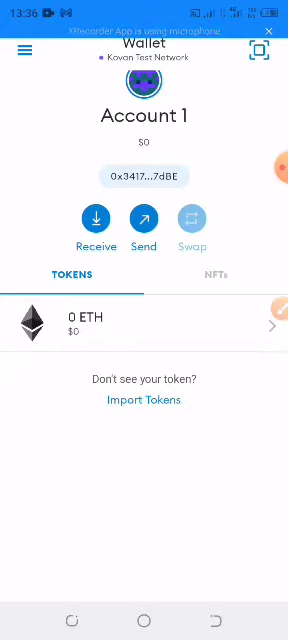 13:36
XRecorder App is using microphone
Wallet
Kovan Test Network
Account 1
$0
0x3417...7dBE
Receive Send Swap
TOKENS NFTs
0 ETH
$0
Don't see your token?
Import Tokens